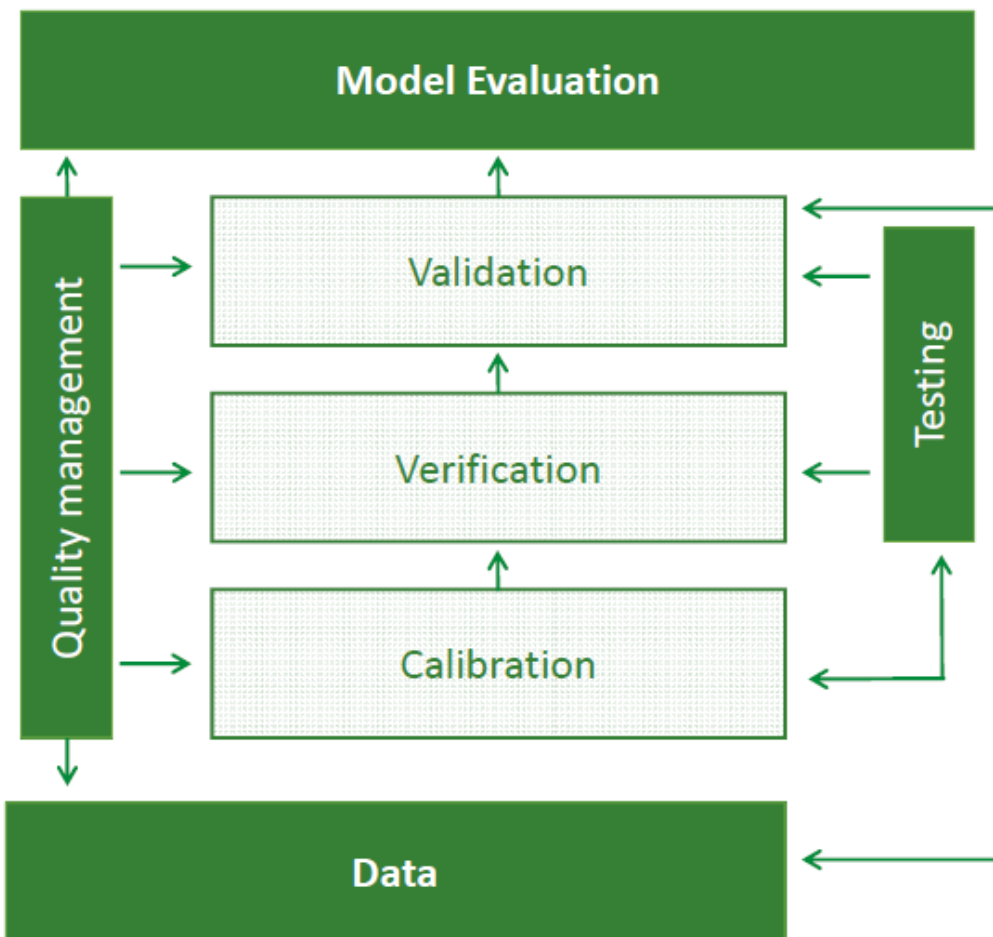 Model Evaluation
Quality management
Validation
Testing
Verification
Calibration
Data